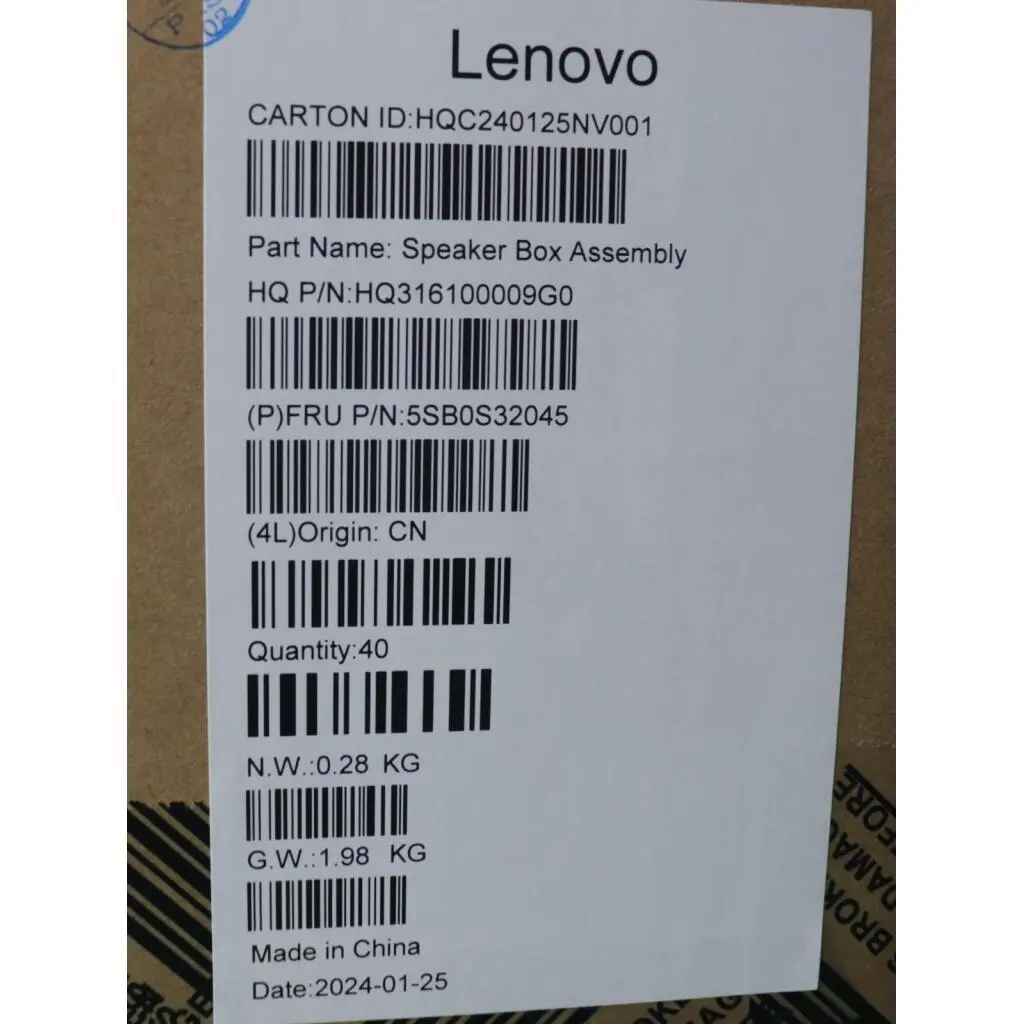 Lenovo
CARTON ID:HQC240125NV001
Part Name: Speaker Box Assembly
HQ P/N:HQ316100009G0
(P)FRU P/N:5SB0S32045
(4L)Origin: CN
Quantity:40
N.W.:0.28 KG
G.W.:1.98 KG
Made in China
Date:2024-01-25